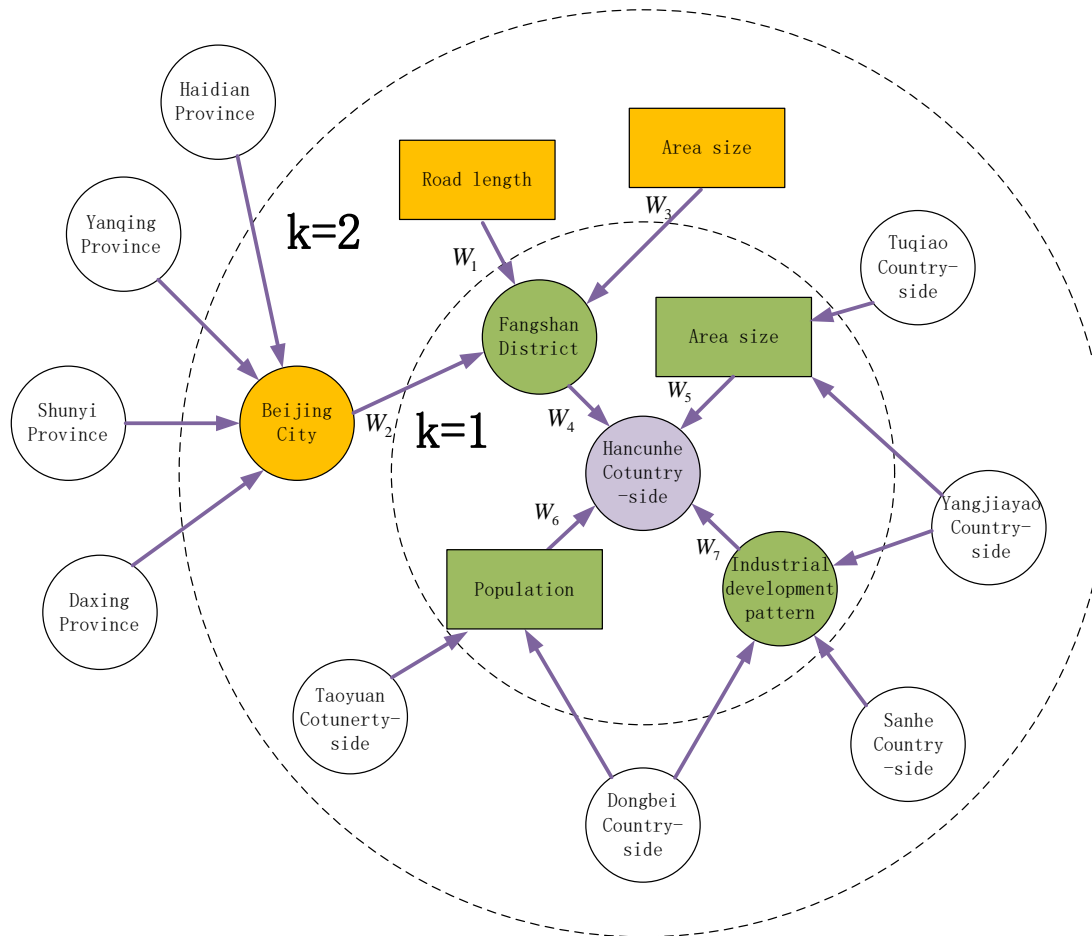 Haidian
Province
Area size
Road length
Yanqing
Province
k=2
W3
W1
Tuqiao
Country-
side
Fangshan
District
Area size
Shunyi
Province
Beijing
City
W2
k=1
W4
W5
Hancunhe
Cotuntry
-side
W6
W7
Yangjiayao
Country-
side
Population
Industrial
development
pattern
Daxing
Province
Taoyuan
Cotunerty-
side
Sanhe
Country
-side
Dongbei
Country-
side